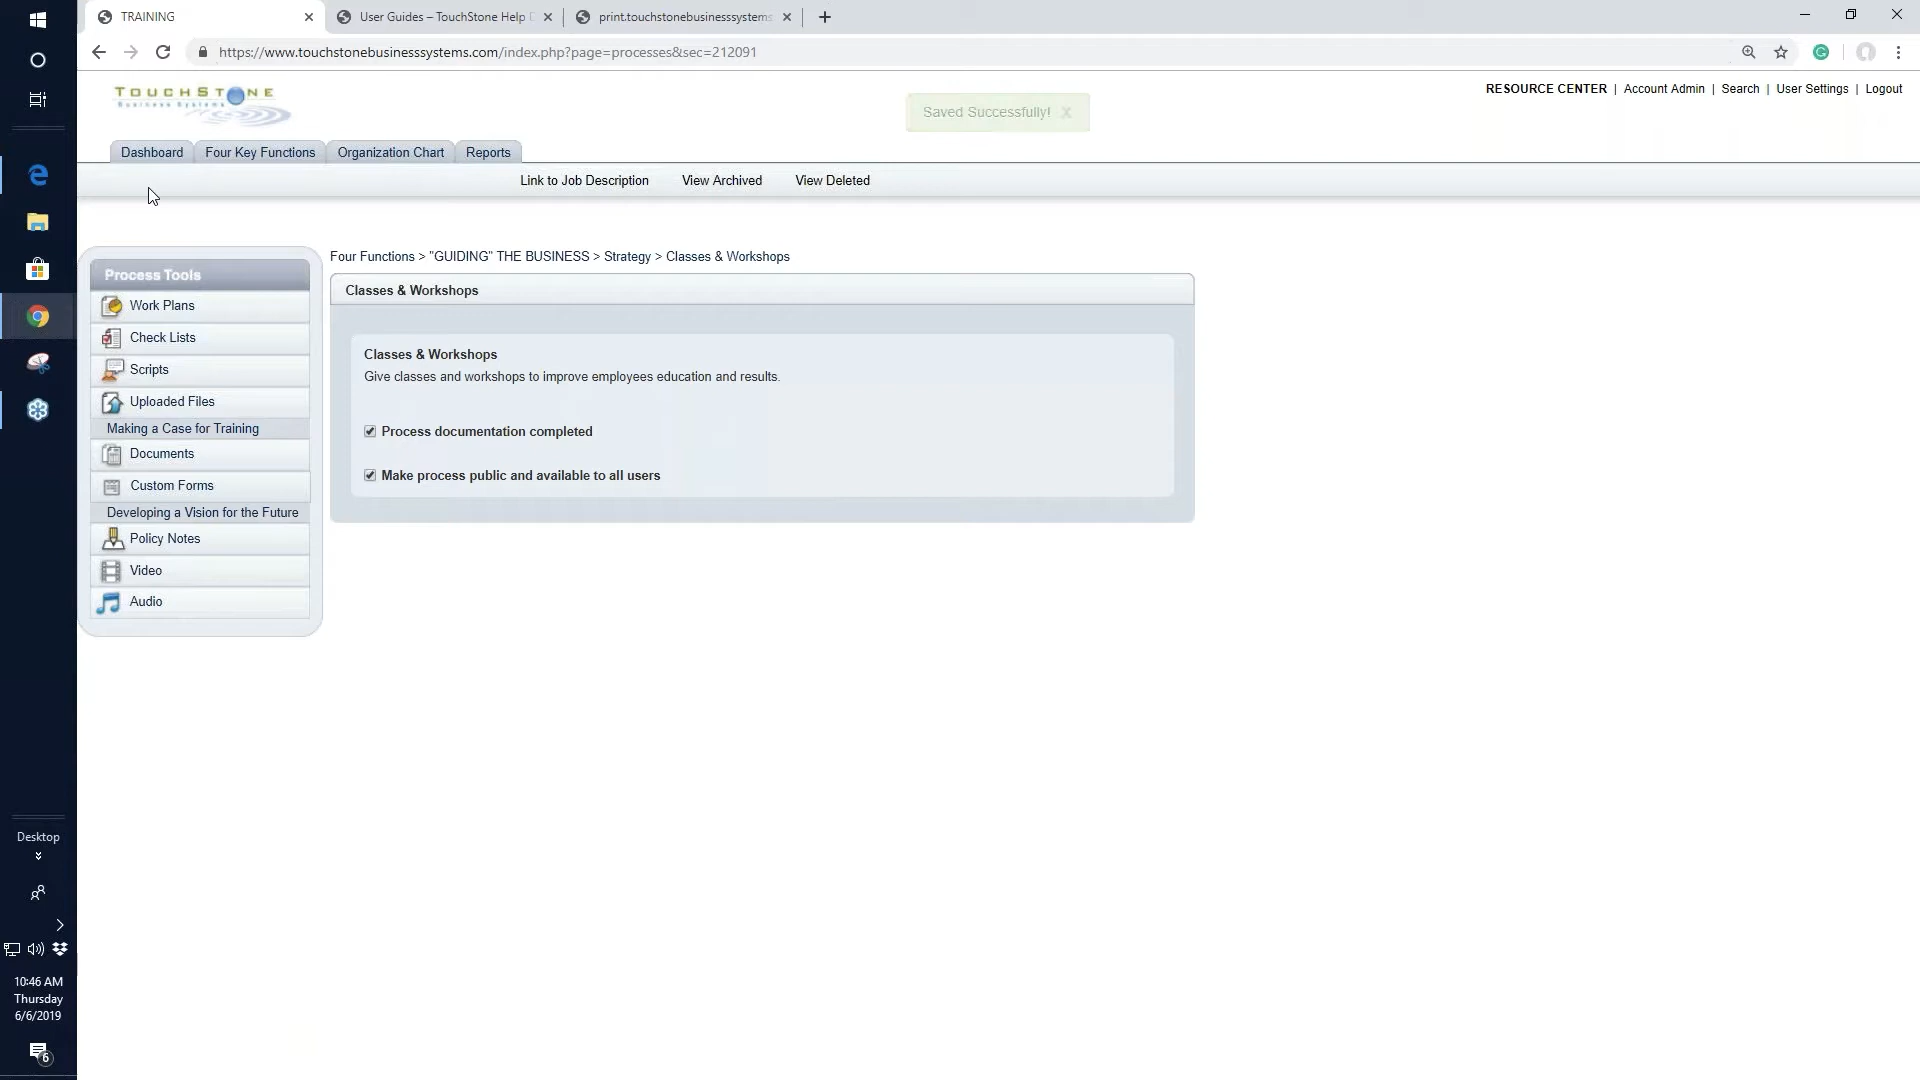 TRAINING
User Guides – TouchStone Help
print.touchstonebusinesssystems
https://www.touchstonebusinesssystems.com/index.php?page=processes&sec=212091
TOUCHSTONE
Business Systems
Saved Successfully! X
RESOURCE CENTER | Account Admin | Search | User Settings | Logout
Dashboard Four Key Functions Organization Chart Reports
Link to Job Description View Archived View Deleted
Process Tools
Work Plans
Check Lists
Scripts
Uploaded Files
Making a Case for Training
Documents
Custom Forms
Developing a Vision for the Future
Policy Notes
Video
Audio
Four Functions > "GUIDING" THE BUSINESS > Strategy > Classes & Workshops
Classes & Workshops
Classes & Workshops
Give classes and workshops to improve employees education and results.
Process documentation completed
Make process public and available to all users
Desktop
10:46 AM
Thursday
6/6/2019
6